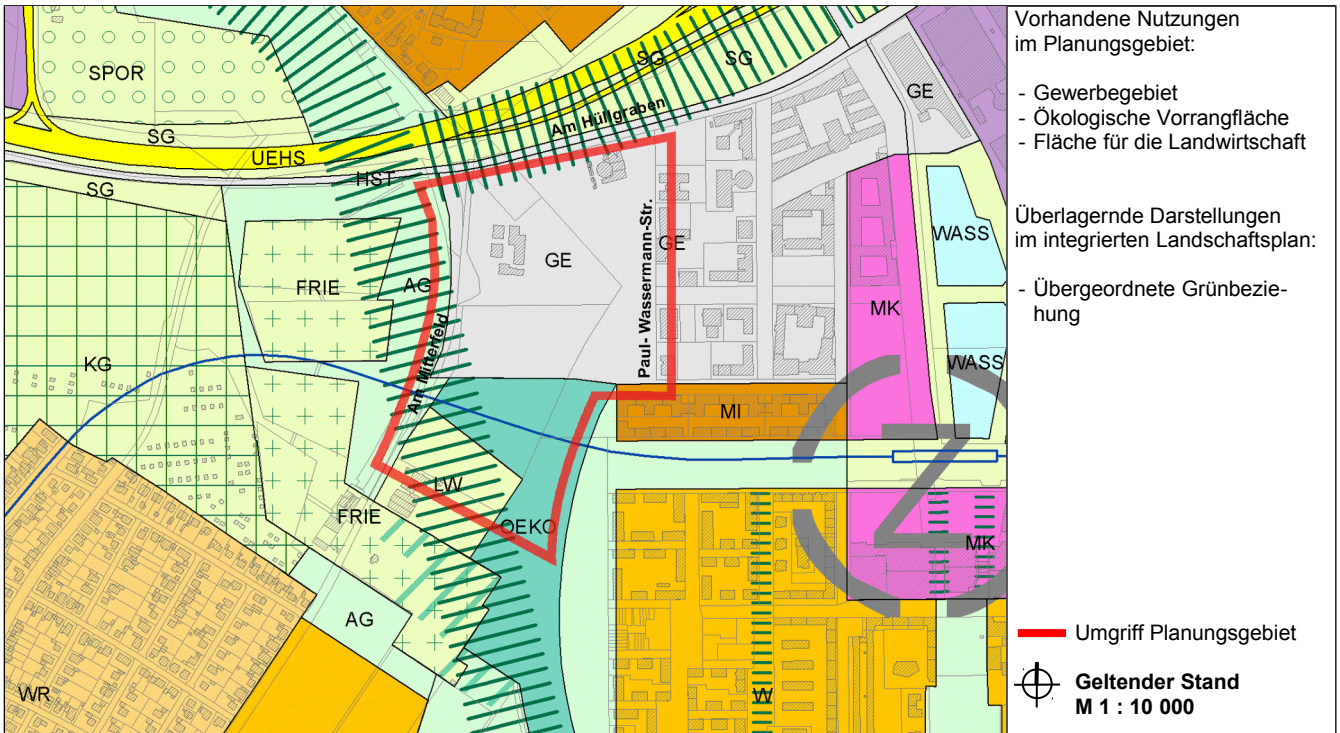 SPOR
SG
SG
SG
GE
Am Hüllgraben
SG
UEHS
SG
HST
Paul- Wassermann-Str.
GE
GE
WASS
FRIE
AG
MK
WASS
KG
Am Mitterfeld
MI
LW
FRIE
OEKO
MK
AG
WR
W
Vorhandene Nutzungen
im Planungsgebiet:
- Gewerbegebiet
- Ökologische Vorrangfläche
- Fläche für die Landwirtschaft
Überlagernde Darstellungen
im integrierten Landschaftsplan:
- Übergeordnete Grünbezie-
hung
Umgriff Planungsgebiet
Geltender Stand
M 1 : 10 000
Z